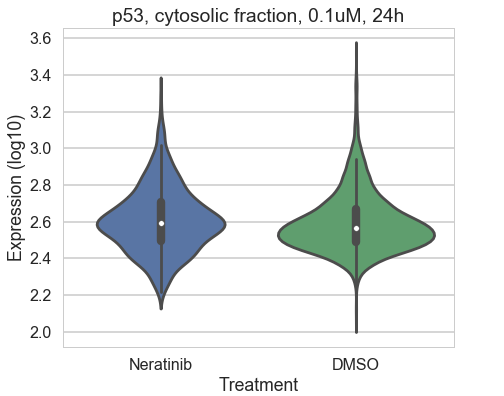 p53, cytosolic fraction, 0.1uM, 24h
Expression (log10)
3.6
3.4
3.2
3.0
2.8
2.6
2.4
2.2
2.0
Neratinib DMSO
Treatment